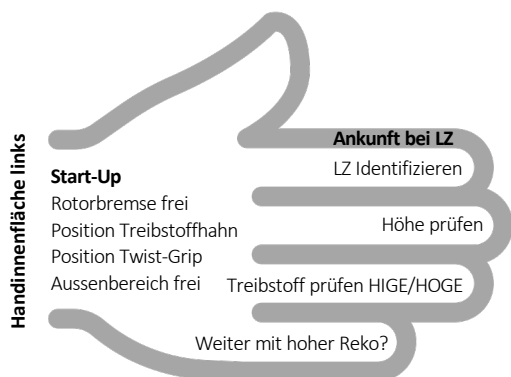 Handinnenfläche links
Start-Up
Rotorbremse frei
Position Treibstoffhahn
Position Twist-Grip
Aussenbereich frei
Ankunft bei LZ
LZ Identifizieren
Höhe prüfen
Treibstoff prüfen HIGE/HOGE
Weiter mit hoher Reko?